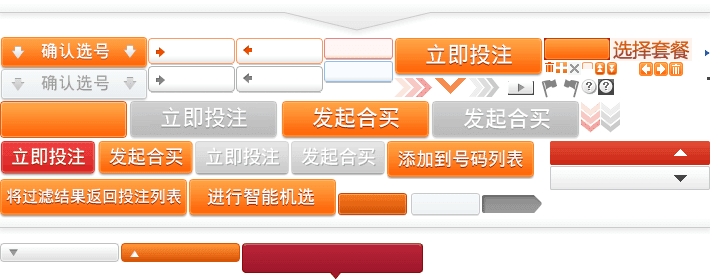 确认选号
立即投注
选择套餐
确认选号
立即投注
发起合买
发起合买
立即投注
发起合买
立即投注
发起合买
添加到号码列表
将过滤结果返回投注列表
进行智能机选